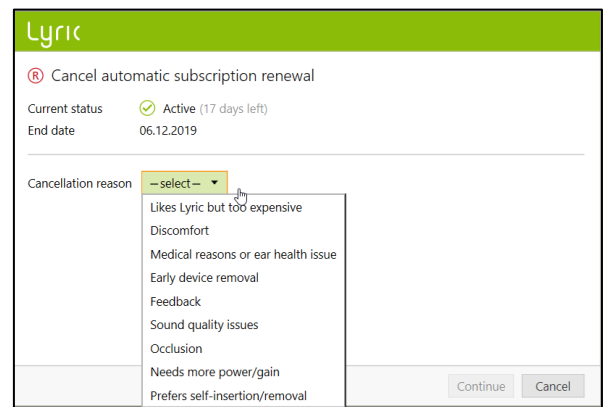 Lyric
R Cancel automatic subscription renewal
Current status Active (17 days left)
End date 06.12.2019
Cancellation reason –select–
Likes Lyric but too expensive
Discomfort
Medical reasons or ear health issue
Early device removal
Feedback
Sound quality issues
Occlusion
Needs more power/gain
Prefers self-insertion/removal
Continue Cancel